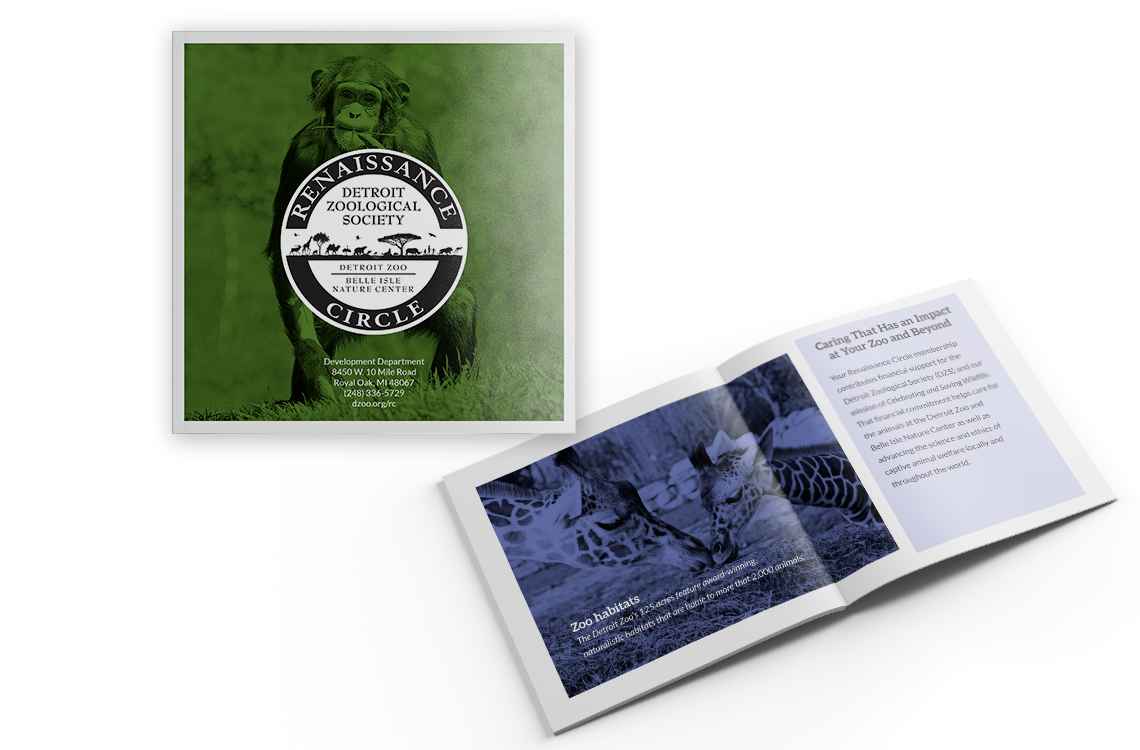 RENAISSANCE
DETROIT
ZOOLOGICAL
SOCIETY
DETROIT ZOO
BELLE ISLE
NATURE CENTER
CIRCLE
Development Department
8450 W. 10 Mile Road
Royal Oak, MI 48067
(248) 336-5729
dzoo.org/rc
Zoo habitats
The Detroit Zoo's 125 acres feature award-winning,
naturalistic habitats that are home to more that 2,000 animals.
Caring That Has an Impact
at Your Zoo and Beyond
Your Renaissance Circle membership
contributes financial support for the
Detroit Zoological Society (DZS) and our
mission of Celebrating and Saving Wildlife.
That financial commitment helps care for
the animals at the Detroit Zoo and
Belle Isle Nature Center as well as
advancing the science and ethics of
captive animal welfare locally and
throughout the world.